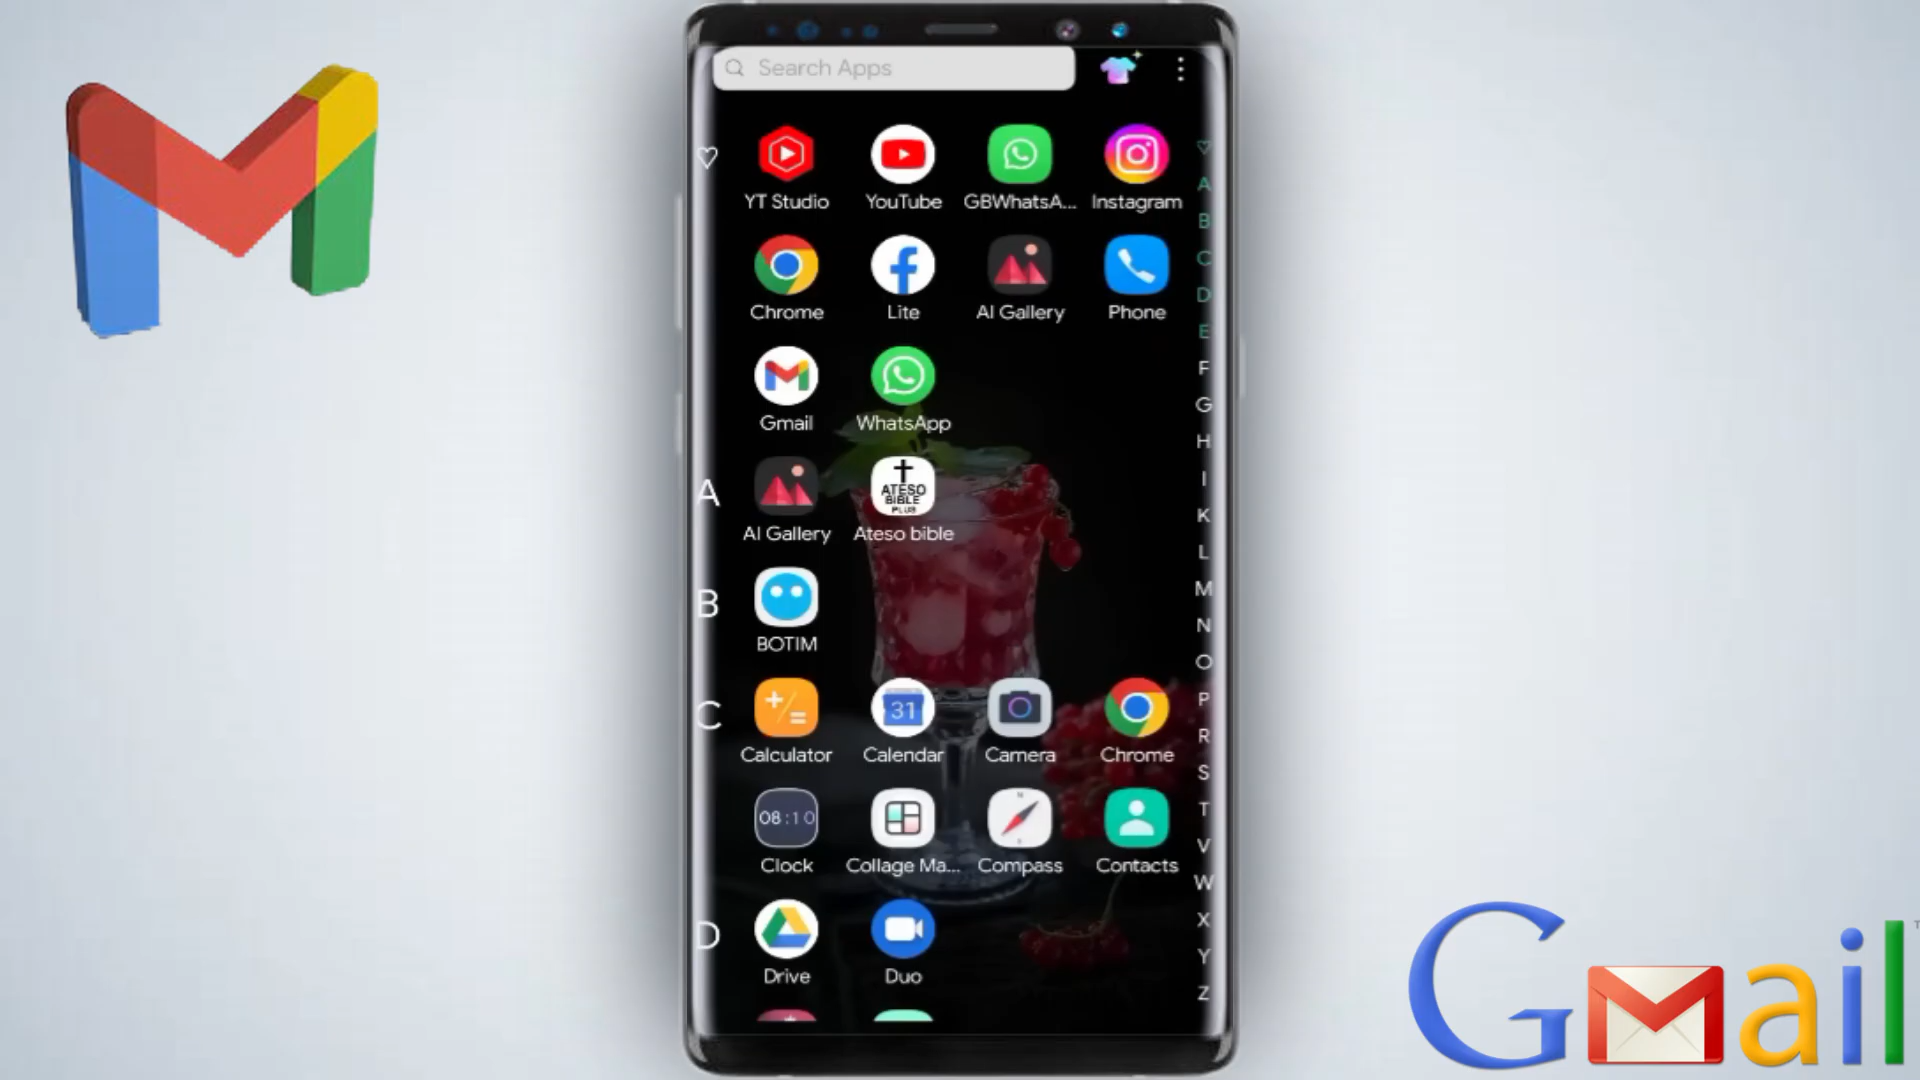 Search Apps
YT Studio
YouTube
GBWhatsA...
Instagram
Chrome
Lite
AI Gallery
Phone
Gmail
WhatsApp
A
AI Gallery
ATESO
BIBLE
PLUS
Ateso bible
B
BOTIM
C
Calculator
31
Calendar
Camera
Chrome
08:10
Clock
Collage Ma...
N
Compass
Contacts
D
Drive
Duo
A
B
C
D
E
F
G
H
I
K
L
M
N
O
P
R
S
T
V
W
X
Y
Z
Gmail